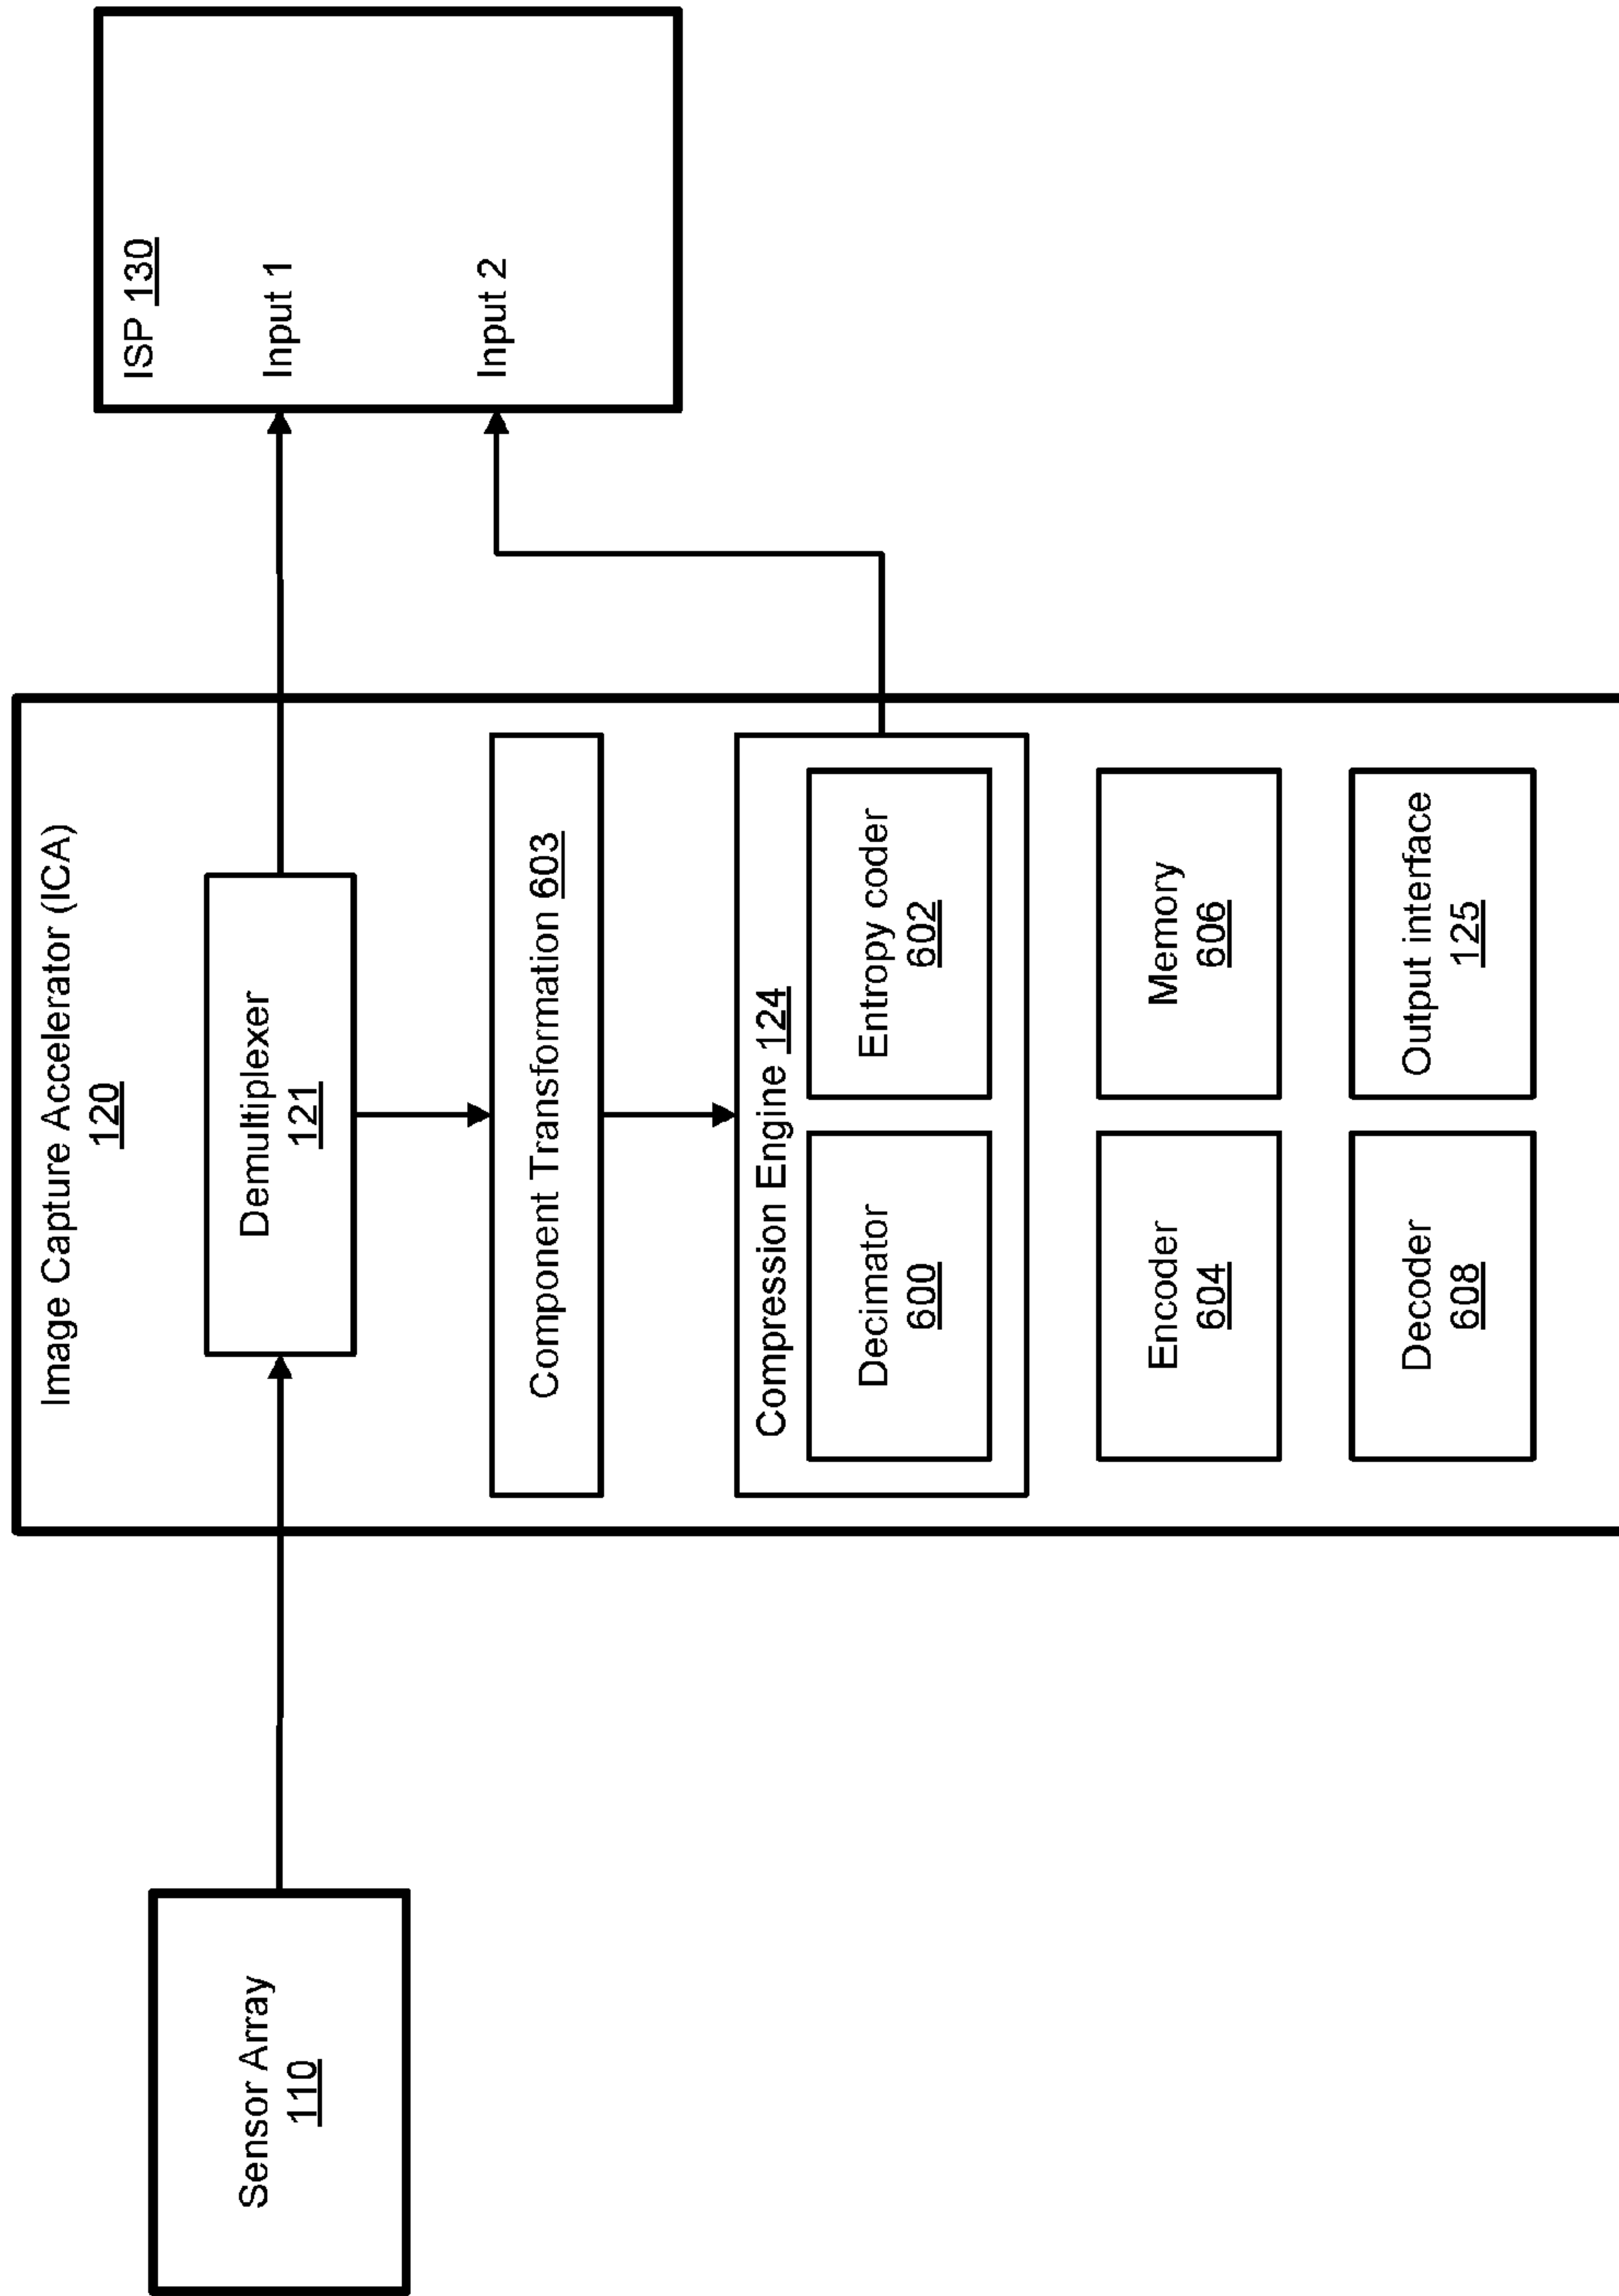 Sensor Array
110
Image Capture Accelerator (ICA)
120
Demultiplexer
121
Component Transformation 603
Compression Engine 124
Decimator
600
Entropy coder
602
Encoder
604
Memory
606
Decoder
608
Output interface
125
ISP 130
Input 1
Input 2